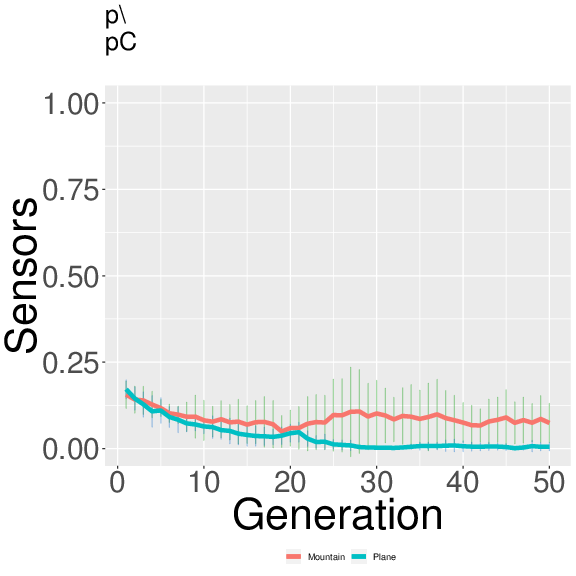 p\
pC
1.00
0.75
0.50
0.25
0.00
Sensors
0 10 20 30 40 50
Generation
Mountain Plane